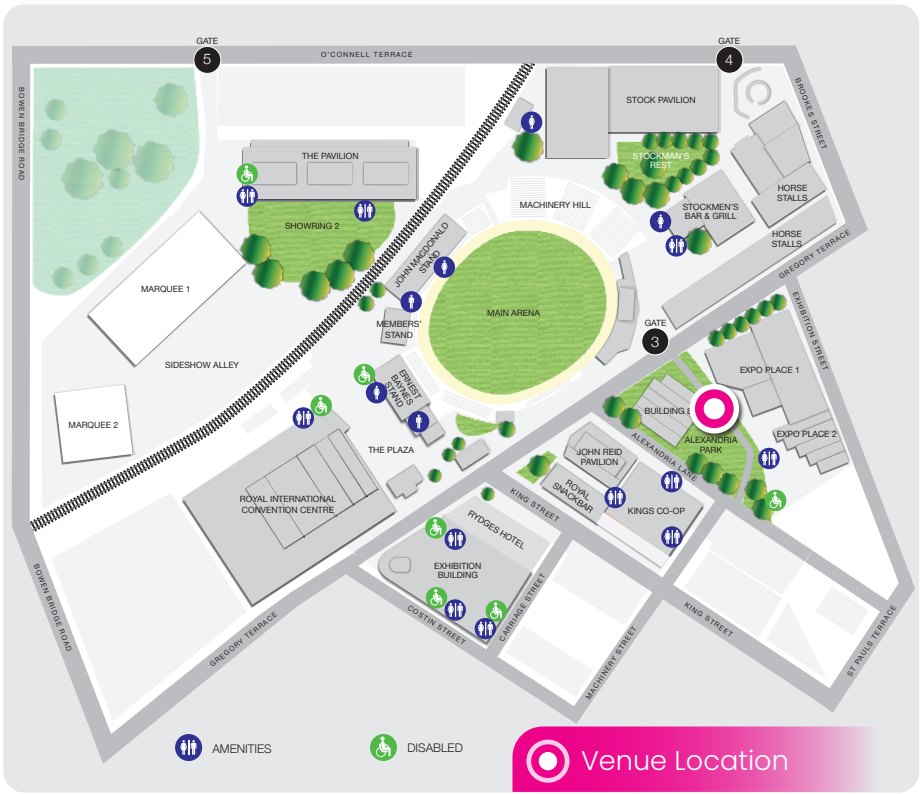 GATE
5
GATE
4
O'CONNELL TERRACE
BOWEN BRIDGE ROAD
BROOKES STREET
STOCK PAVILION
THE PAVILION
STOCKMAN'S
REST
HORSE
STALLS
MACHINERY HILL
STOCKMEN'S
BAR & GRILL
SHOWRING 2
HORSE
STALLS
JOHN MACDONALD
STAND
GREGORY TERRACE
MARQUEE 1
MAIN ARENA
EXHIBITION STREET
MEMBERS'
STAND
GATE
3
SIDESHOW ALLEY
EXPO PLACE 1
ERNEST
BAYNES
STAND
BUILDING
MARQUEE 2
EXPO PLACE 2
ALEXANDRIA
PARK
THE PLAZA
JOHN REID
PAVILION
ALEXANDRIA LANE
ROYAL INTERNATIONAL
CONVENTION CENTRE
ROYAL
SNACKBAR
KING STREET
KINGS CO-OP
RYDGES HOTEL
EXHIBITION
BUILDING
BOWEN BRIDGE ROAD
GREGORY TERRACE
COSTIN STREET
CARRIAGE STREET
KING STREET
MACHINERY STREET
ST PAULS TERRACE
AMENITIES
DISABLED
Venue Location